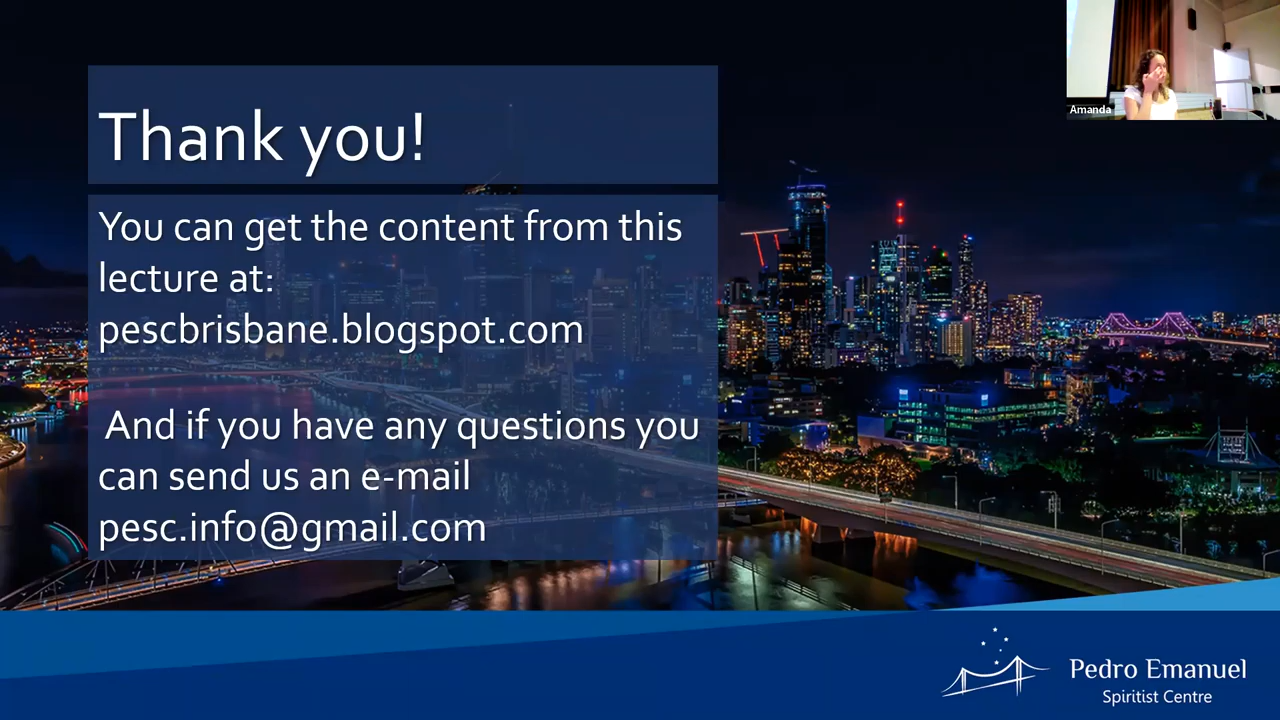 Amanda
Thank you!
You can get the content from this
lecture at:
pescbrisbane.blogspot.com
And if you have any questions you
can send us an e-mail
pesc.info@gmail.com
Pedro Emanuel
Spiritist Centre